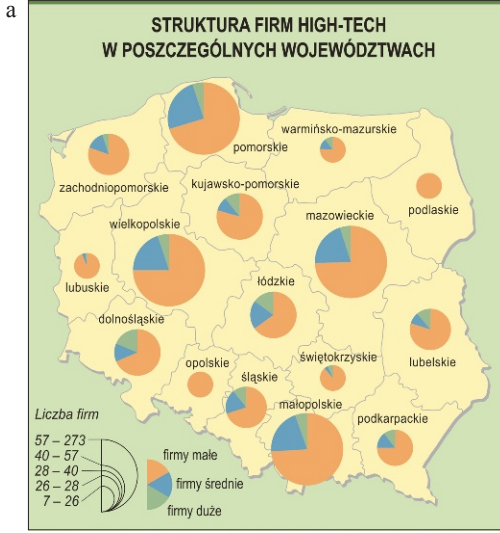 a
STRUKTURA FIRM HIGH-TECH
W POSZCZEGÓLNYCH WOJEWÓDZTWACH
warmińsko-mazurskie
pomorskie
zachodniopomorskie
kujawsko-pomorskie
podlaskie
mazowieckie
wielkopolskie
łódzkie
lubuskie
dolnośląskie
opolskie
śląskie
świętokrzyskie
lubelskie
małopolskie
podkarpackie
Liczba firm
57 – 273
40 – 57
28 – 40
26 – 28
7 – 26
firmy małe
firmy średnie
firmy duże